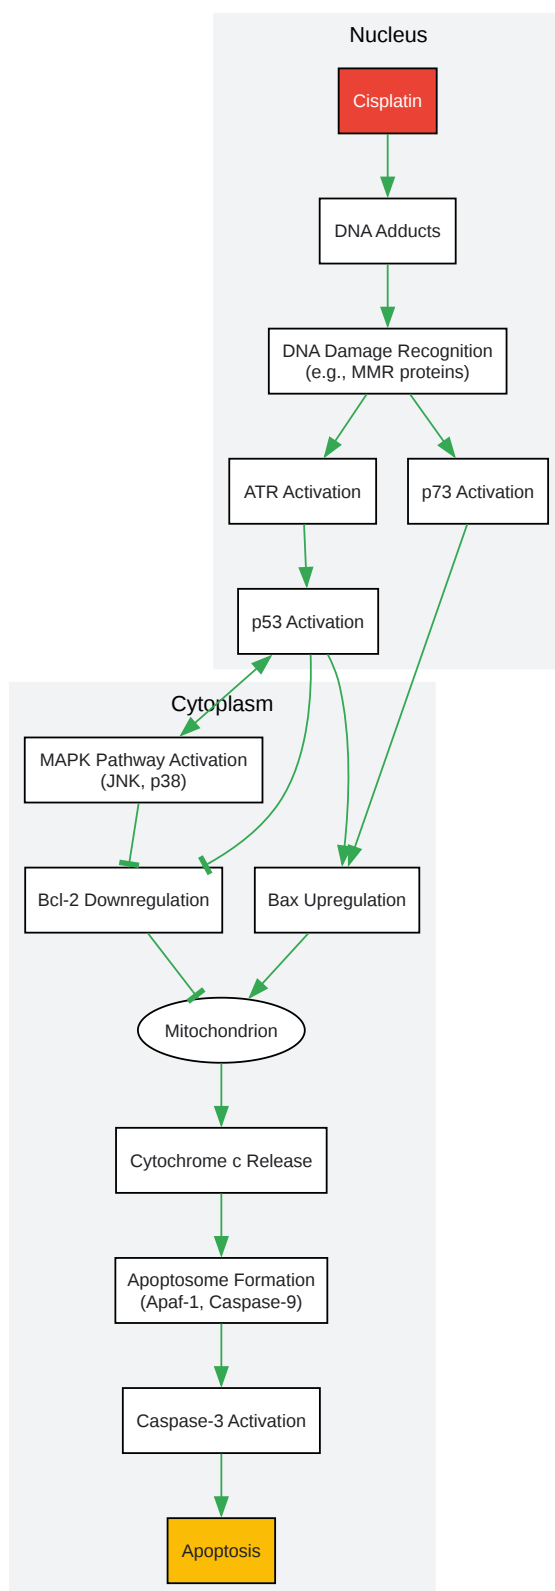 Nucleus
Cisplatin
DNA Adducts
DNA Damage Recognition
(e.g., MMR proteins)
ATR Activation
p73 Activation
p53 Activation
Cytoplasm
MAPK Pathway Activation
(JNK, p38)
Bcl-2 Downregulation
Bax Upregulation
Mitochondrion
Cytochrome c Release
Apoptosome Formation
(Apaf-1, Caspase-9)
Caspase-3 Activation
Apoptosis